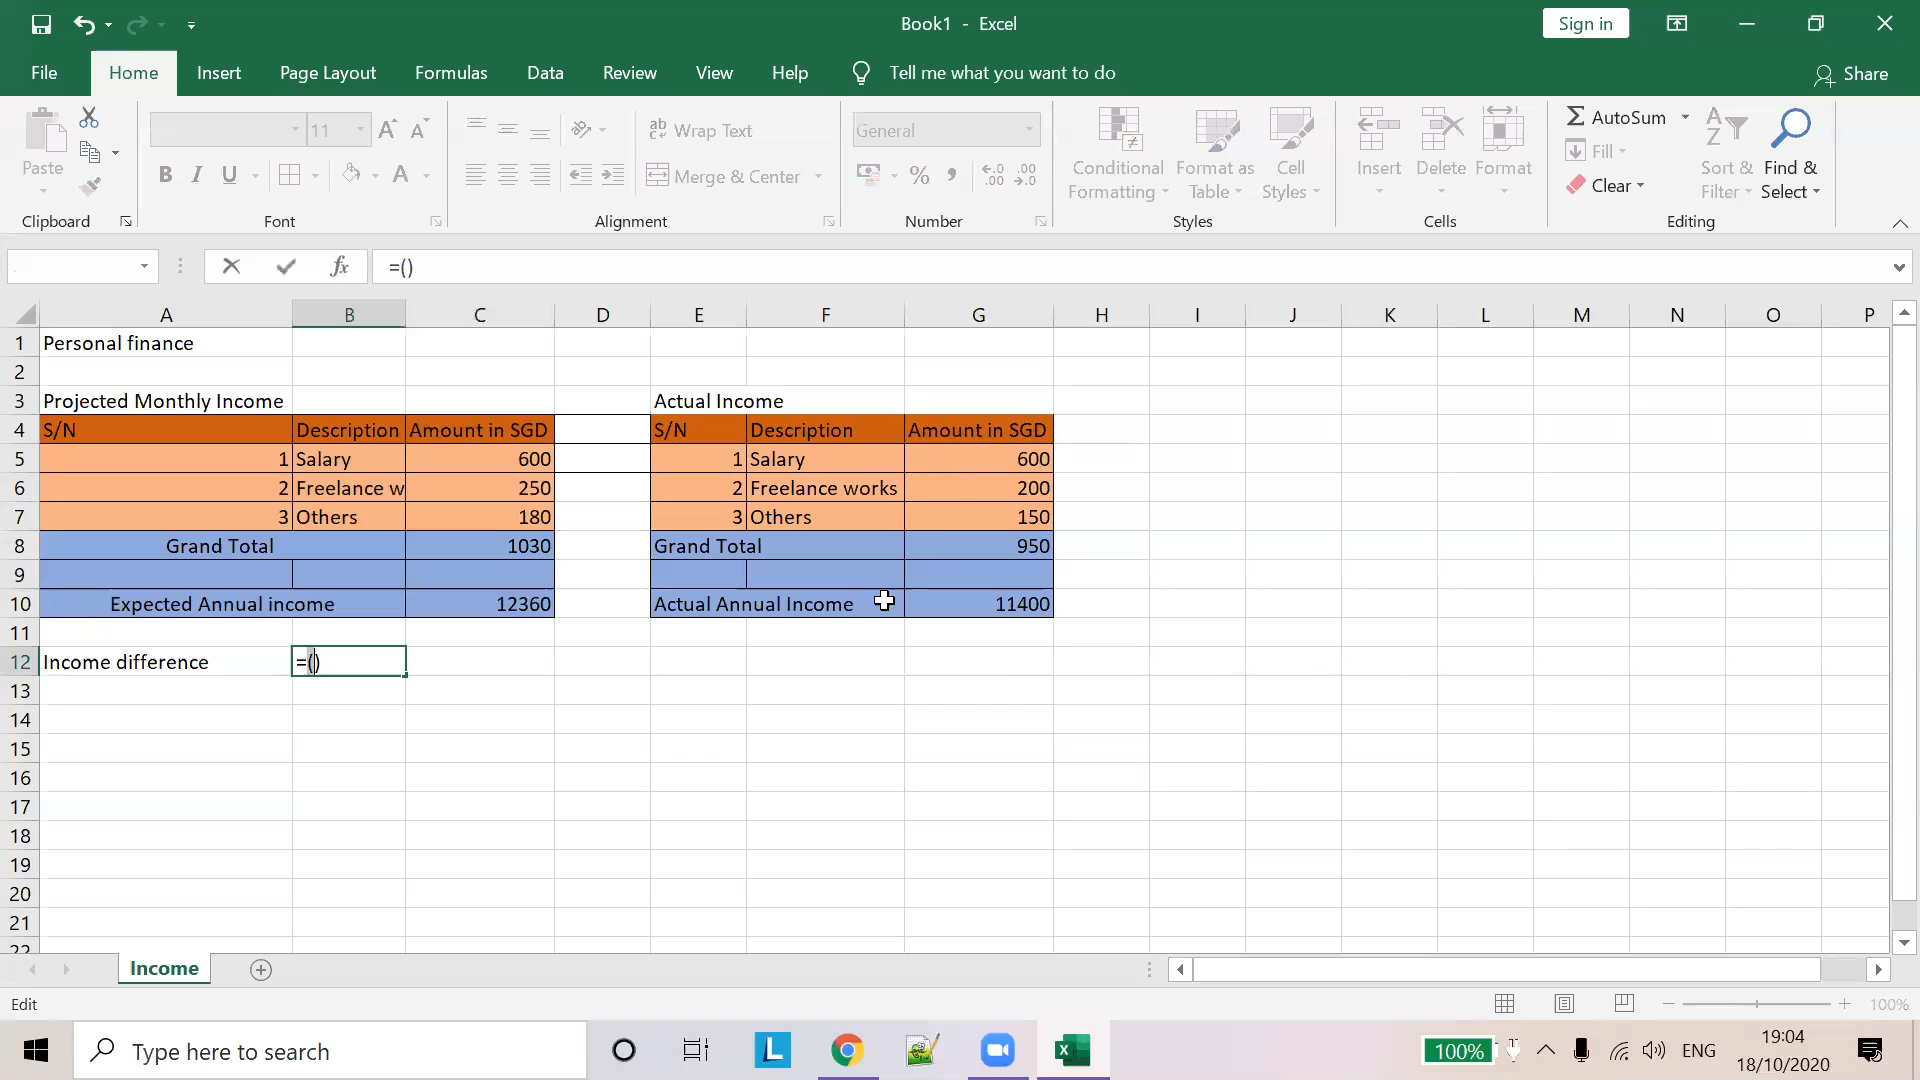 Book1 - Excel
Sign in
File
Home
Insert
Page Layout
Formulas
Data
Review
View
Help
Tell me what you want to do
Share
Paste
11
General
Wrap Text
Merge & Center
Conditional Formatting
Format as Table
Cell Styles
Insert
Delete
Format
AutoSum
Fill
Clear
Sort & Filter
Find & Select
Clipboard
Font
Alignment
Number
Styles
Cells
Editing
=()
A B C D E F G H I J K L M N O P
1 Personal finance
2
3 Projected Monthly Income Actual Income
4 S/N Description Amount in SGD S/N Description Amount in SGD
5 1 Salary 600 1 Salary 600
6 2 Freelance w 250 2 Freelance works 200
7 3 Others 180 3 Others 150
8 Grand Total 1030 Grand Total 950
9
10 Expected Annual income 12360 Actual Annual Income 11400
11
12 Income difference =()
13
14
15
16
17
18
19
20
21
22
Income
Edit
100%
Type here to search
100%
ENG
19:04
18/10/2020